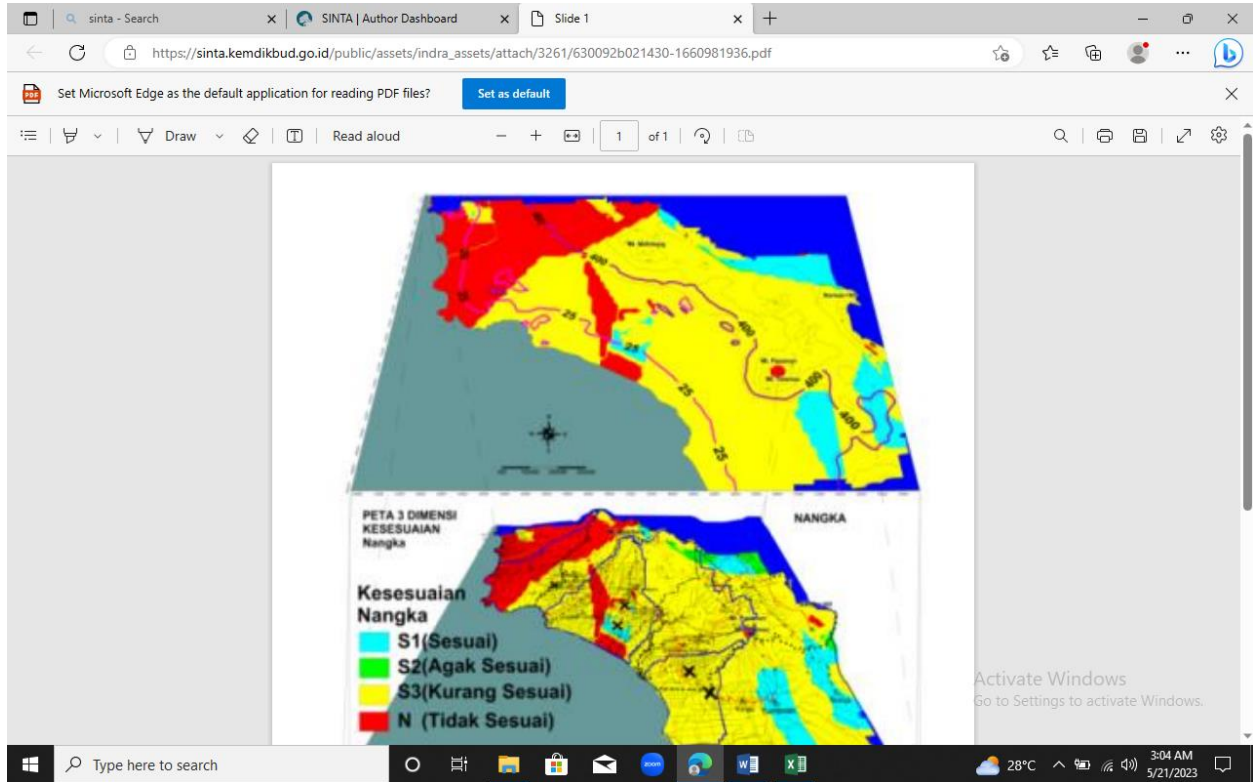 sinta - Search
SINTA | Author Dashboard
Slide 1
https://sinta.kemdikbud.go.id/public/assets/indra_assets/attach/3261/630092b021430-1660981936.pdf
PDF
Set Microsoft Edge as the default application for reading PDF files?
Set as default
Draw
Read aloud
1
of 1
400
25
25
400
25
25
400
400
PETA 3 DIMENSI
KESESUAIAN
Nangka
NANGKA
Kesesuaian
Nangka
S1(Sesuai)
S2(Agak Sesuai)
S3(Kurang Sesuai)
N (Tidak Sesuai)
Activate Windows
Go to Settings to activate Windows.
Type here to search
zoom
28°C
3:04 AM
5/21/2023